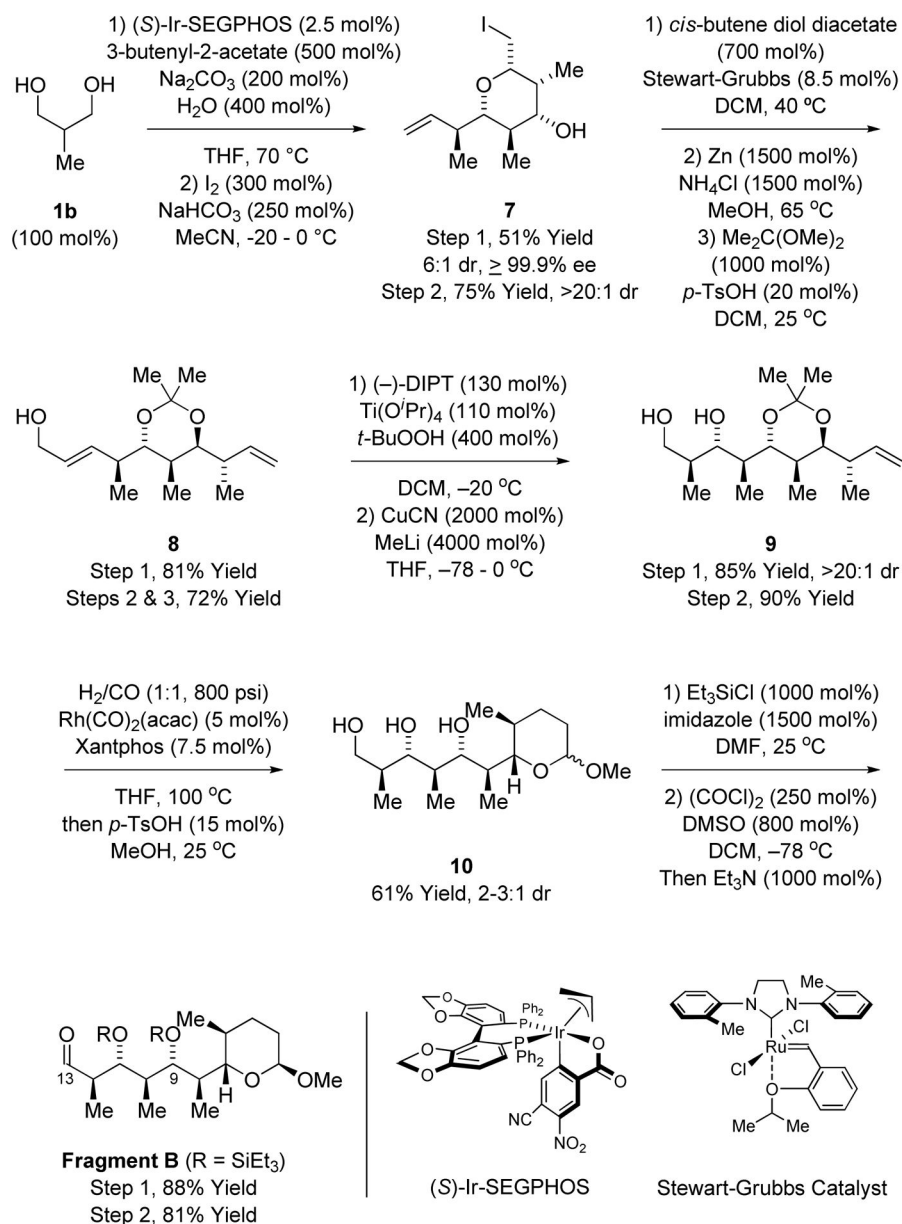 1) (S)-Ir-SEGPHOS (2.5 mol%)
3-butenyl-2-acetate (500 mol%)
Na2CO3 (200 mol%)
H2O (400 mol%)
THF, 70 °C
2) I2 (300 mol%)
NaHCO3 (250 mol%)
MeCN, -20 - 0 °C
HO
OH
Me
1b
(100 mol%)
I
O
Me
OH
Me
Me
7
Step 1, 51% Yield
6:1 dr, ≥ 99.9% ee
Step 2, 75% Yield, >20:1 dr
1) cis-butene diol diacetate
(700 mol%)
Stewart-Grubbs (8.5 mol%)
DCM, 40 ºC
2) Zn (1500 mol%)
NH4Cl (1500 mol%)
MeOH, 65 °C
3) Me2C(OMe)2
(1000 mol%)
p-TsOH (20 mol%)
DCM, 25 °C
Me Me
HO
O O
Me Me Me
8
Step 1, 81% Yield
Steps 2 & 3, 72% Yield
1) (–)-DIPT (130 mol%)
Ti(OiPr)4 (110 mol%)
t-BuOOH (400 mol%)
DCM, –20 °C
2) CuCN (2000 mol%)
MeLi (4000 mol%)
THF, –78 - 0 °C
Me Me
HO OH O O
Me Me Me Me
9
Step 1, 85% Yield, >20:1 dr
Step 2, 90% Yield
H2/CO (1:1, 800 psi)
Rh(CO)2(acac) (5 mol%)
Xantphos (7.5 mol%)
THF, 100 °C
then p-TsOH (15 mol%)
MeOH, 25 °C
Me
HO HO HO
O OMe
H
Me Me Me
10
61% Yield, 2-3:1 dr
1) Et3SiCl (1000 mol%)
imidazole (1500 mol%)
DMF, 25 °C
2) (COCl)2 (250 mol%)
DMSO (800 mol%)
DCM, –78 °C
Then Et3N (1000 mol%)
Me
O RO RO
13 9
O OMe
H
Me Me Me
Fragment B (R = SiEt3)
Step 1, 88% Yield
Step 2, 81% Yield
O
O
O
O
Ph2
P
Ir
P
Ph2
O
O
NC
NO2
(S)-Ir-SEGPHOS
Me
N N
Me
Cl
Ru
Cl
O
Me Me
Stewart-Grubbs Catalyst